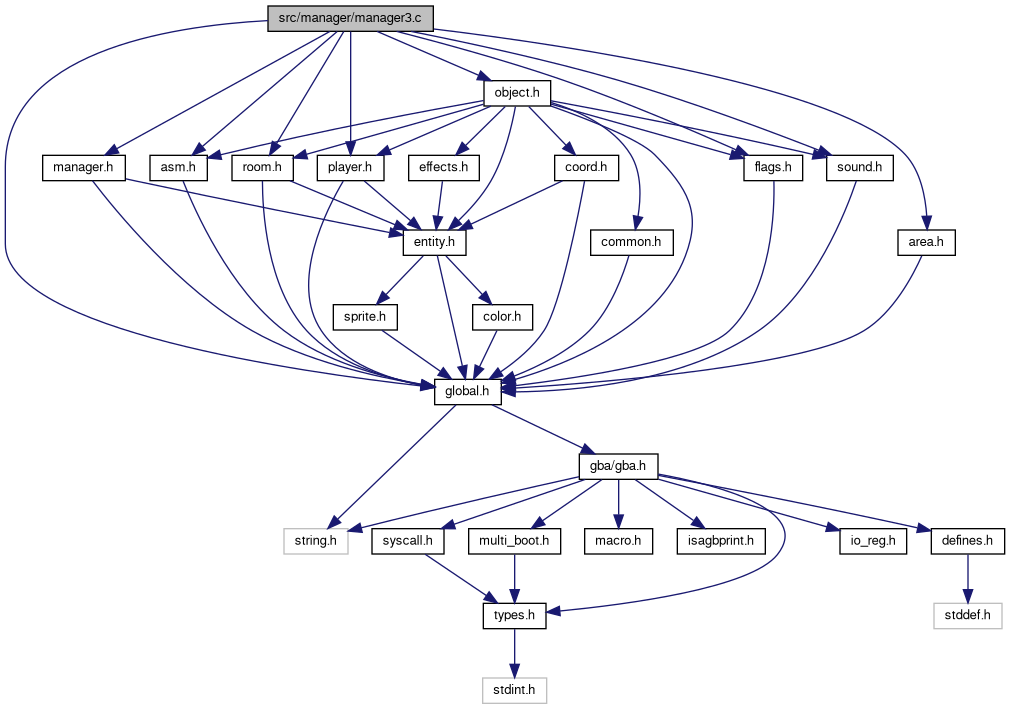 src/manager/manager3.c
object.h
manager.h
asm.h
room.h
player.h
effects.h
coord.h
flags.h
sound.h
entity.h
common.h
area.h
sprite.h
color.h
global.h
gba/gba.h
string.h
syscall.h
multi_boot.h
macro.h
isagbprint.h
io_reg.h
defines.h
types.h
stddef.h
stdint.h